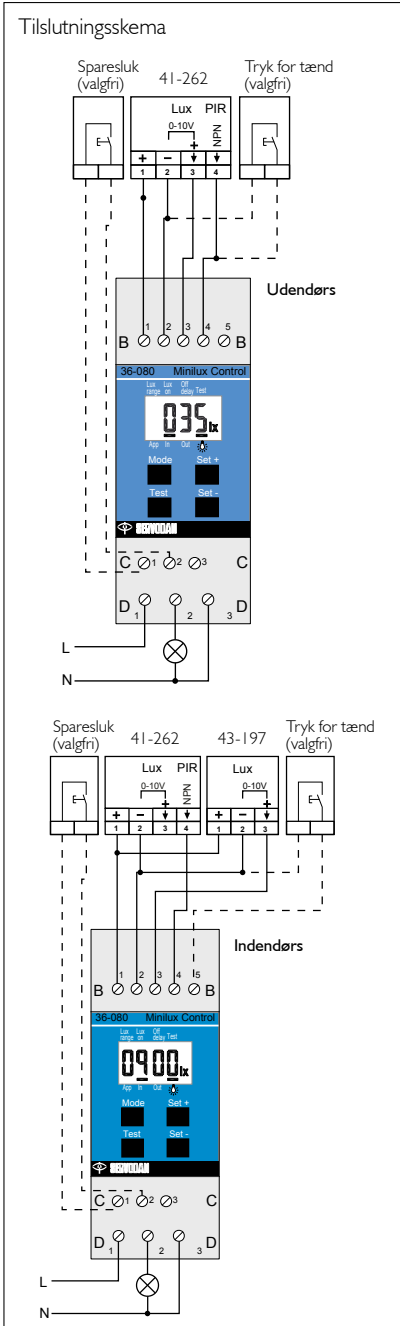 Tilslutningsskema
Sparesluk
(valgfri)
41-262
Tryk for tænd
(valgfri)
Lux PIR
0-10V
NPN
+ − +
1 2 3 4
Udendørs
1 2 3 4 5
B B
36-080 Minilux Control
Lux range Lux on Off delay Test
035lx
App In Out
Mode Set +
Test Set -
SERVODAN
C 1 2 3 C
D D
1 2 3
L
N
Sparesluk
(valgfri)
41-262
43-197
Tryk for tænd
(valgfri)
Lux PIR
0-10V
NPN
+ − +
1 2 3 4
Lux
0-10V
+ − +
1 2 3
Indendørs
1 2 3 4 5
B B
36-080 Minilux Control
Lux range Lux on Off delay Test
0900lx
App In Out
Mode Set +
Test Set -
SERVODAN
C 1 2 3 C
D D
1 2 3
L
N